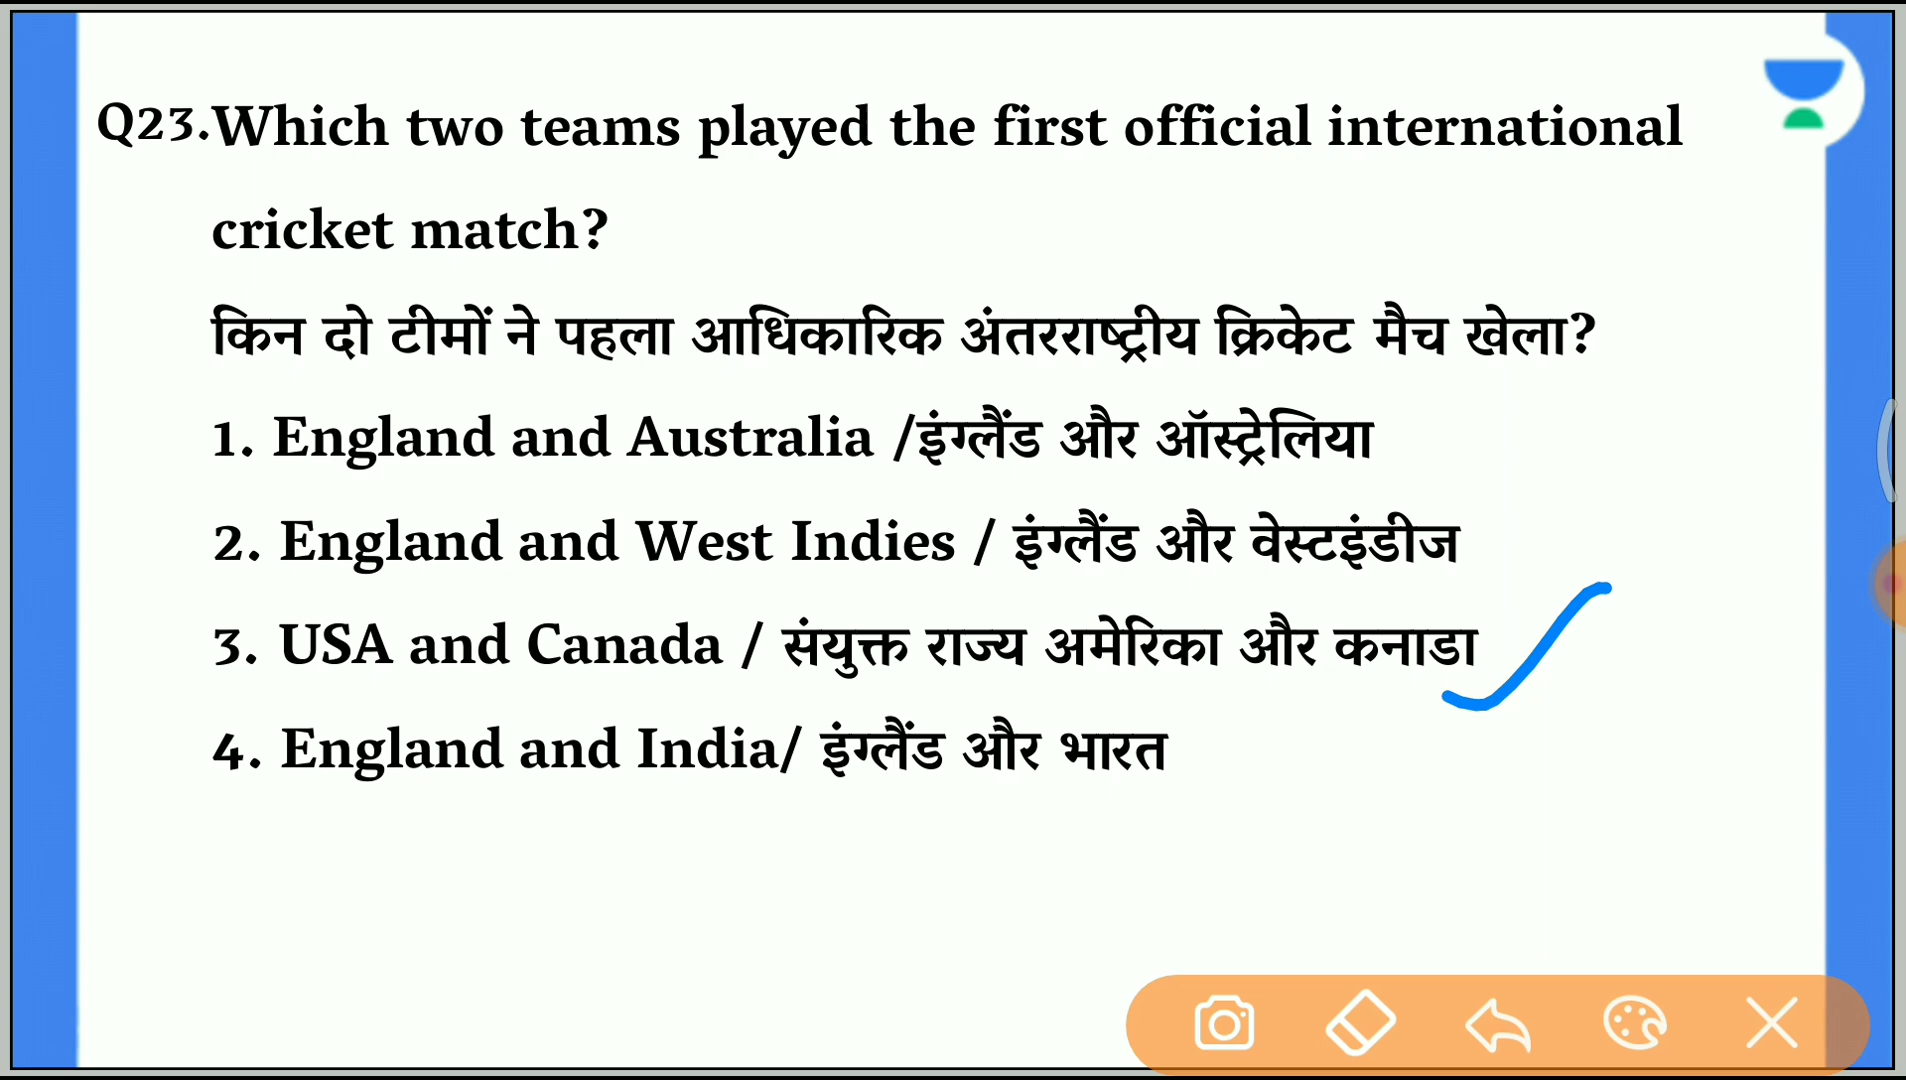 Q23.Which two teams played the first official international
cricket match?
किन दो टीमों ने पहला आधिकारिक अंतरराष्ट्रीय क्रिकेट मैच खेला?
1. England and Australia /इंग्लैंड और ऑस्ट्रेलिया
2. England and West Indies / इंग्लैंड और वेस्टइंडीज
3. USA and Canada / संयुक्त राज्य अमेरिका और कनाडा
4. England and India/ इंग्लैंड और भारत